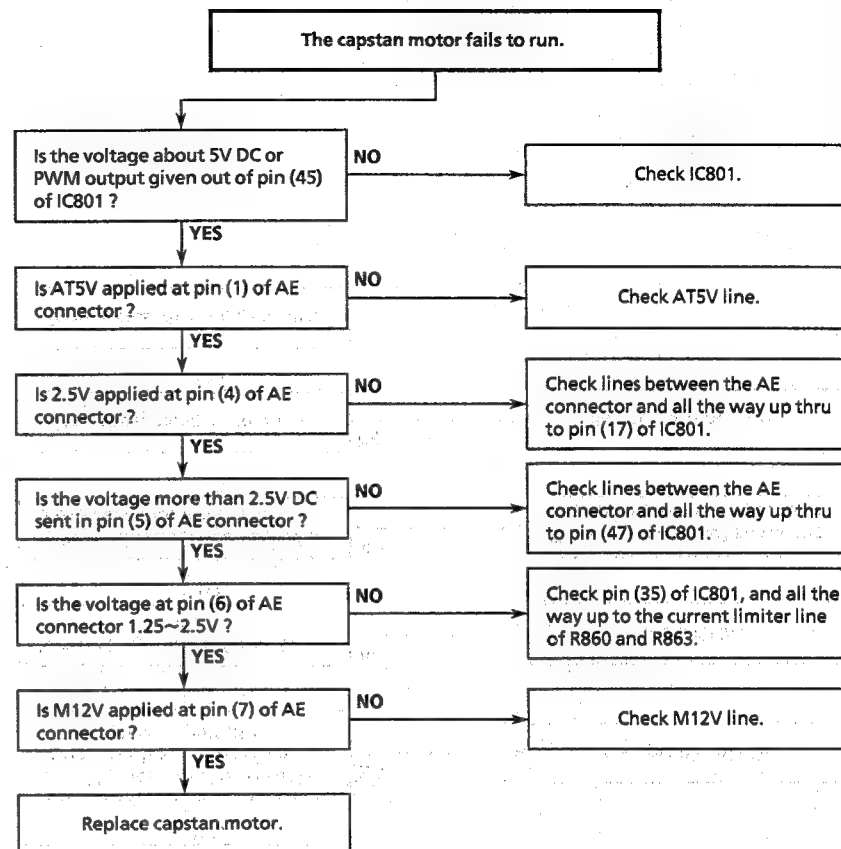 The capstan motor fails to run.
Is the voltage about 5V DC or
PWM output given out of pin (45)
of IC801 ?
NO
Check IC801.
YES
Is AT5V applied at pin (1) of AE
connector ?
NO
Check AT5V line.
YES
Is 2.5V applied at pin (4) of AE
connector ?
NO
Check lines between the AE
connector and all the way up thru
to pin (17) of IC801.
YES
Is the voltage more than 2.5V DC
sent in pin (5) of AE connector ?
NO
Check lines between the AE
connector and all the way up thru
to pin (47) of IC801.
YES
Is the voltage at pin (6) of AE
connector 1.25~2.5V ?
NO
Check pin (35) of IC801, and all the
way up to the current limiter line
of R860 and R863.
YES
Is M12V applied at pin (7) of AE
connector ?
NO
Check M12V line.
YES
Replace capstan motor.